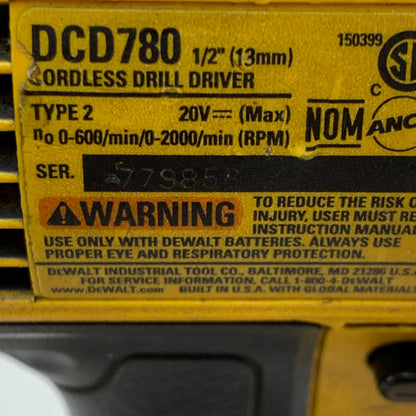 DCD780 1/2" (13mm) 150399
CORDLESS DRILL DRIVER
TYPE 2 20V⎓ (Max)
n0 0-600/min/0-2000/min (RPM)
C
NOM ANC
SER.
⚠WARNING TO REDUCE THE RISK O
INJURY, USER MUST RE
INSTRUCTION MANUA
USE ONLY WITH DEWALT BATTERIES. ALWAYS USE
PROPER EYE AND RESPIRATORY PROTECTION.
DEWALT INDUSTRIAL TOOL CO., BALTIMORE, MD 21286 U.S.
FOR SERVICE INFORMATION, CALL 1-800-4-DEWALT
www.DEWALT.com BUILT IN U.S.A. WITH GLOBAL MATERIALS